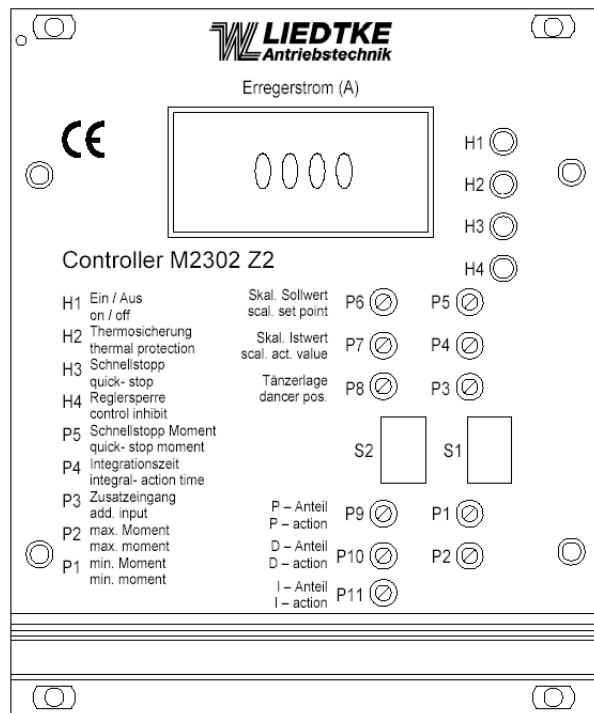 LIEDTKE
Antriebstechnik
Erregerstrom (A)
CE
0000
H1
H2
H3
H4
Controller M2302 Z2
H1 Ein / Aus
on / off
H2 Thermosicherung
thermal protection
H3 Schnellstopp
quick- stop
H4 Reglersperre
control inhibit
P5 Schnellstopp Moment
quick- stop moment
P4 Integrationszeit
integral- action time
P3 Zusatzeingang
add. input
P2 max. Moment
max. moment
P1 min. Moment
min. moment
Skal. Sollwert
scal. set point
P6 P5
Skal. Istwert
scal. act. value
P7 P4
Tänzerlage
dancer pos.
P8 P3
S2 S1
P – Anteil
P – action
P9 P1
D – Anteil
D – action
P10 P2
I – Anteil
I – action
P11